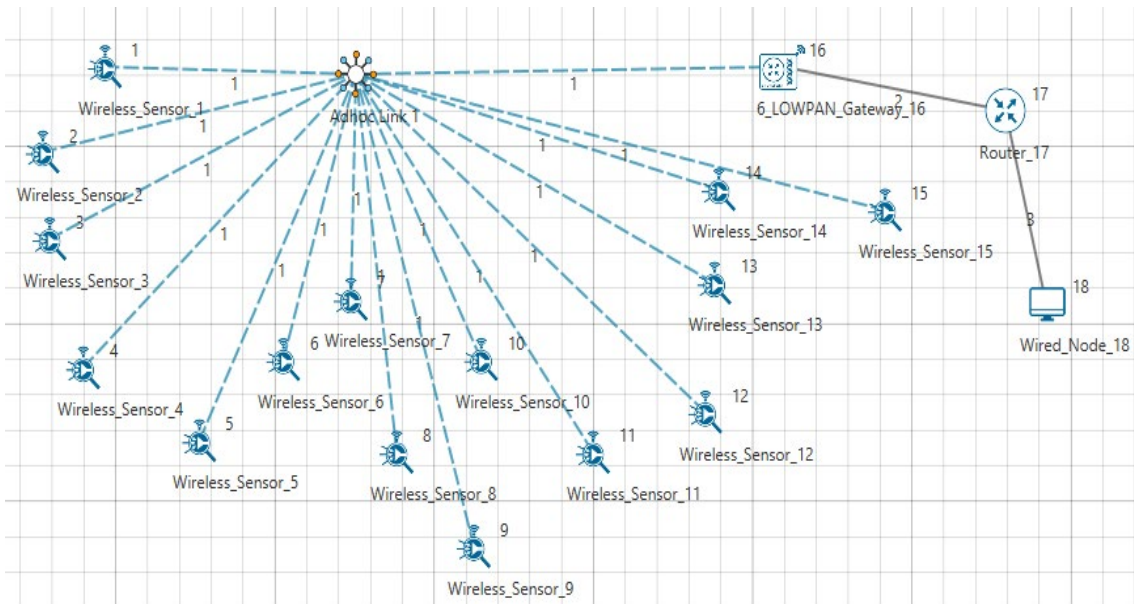 1
16
1
1
Wireless_Sensor_1
6_LOWPAN_Gateway_16
2
17
Adhoc Link 1
2
1
Router_17
1
1
1
14
Wireless_Sensor_2
1
15
3
1
1
1
1
1
3
Wireless_Sensor_14
Wireless_Sensor_15
1
1
1
13
Wireless_Sensor_3
7
18
1
Wireless_Sensor_13
4
6
Wireless_Sensor_7
10
Wired_Node_18
12
Wireless_Sensor_4
Wireless_Sensor_6
Wireless_Sensor_10
5
8
11
Wireless_Sensor_12
Wireless_Sensor_5
Wireless_Sensor_8
Wireless_Sensor_11
9
Wireless_Sensor_9